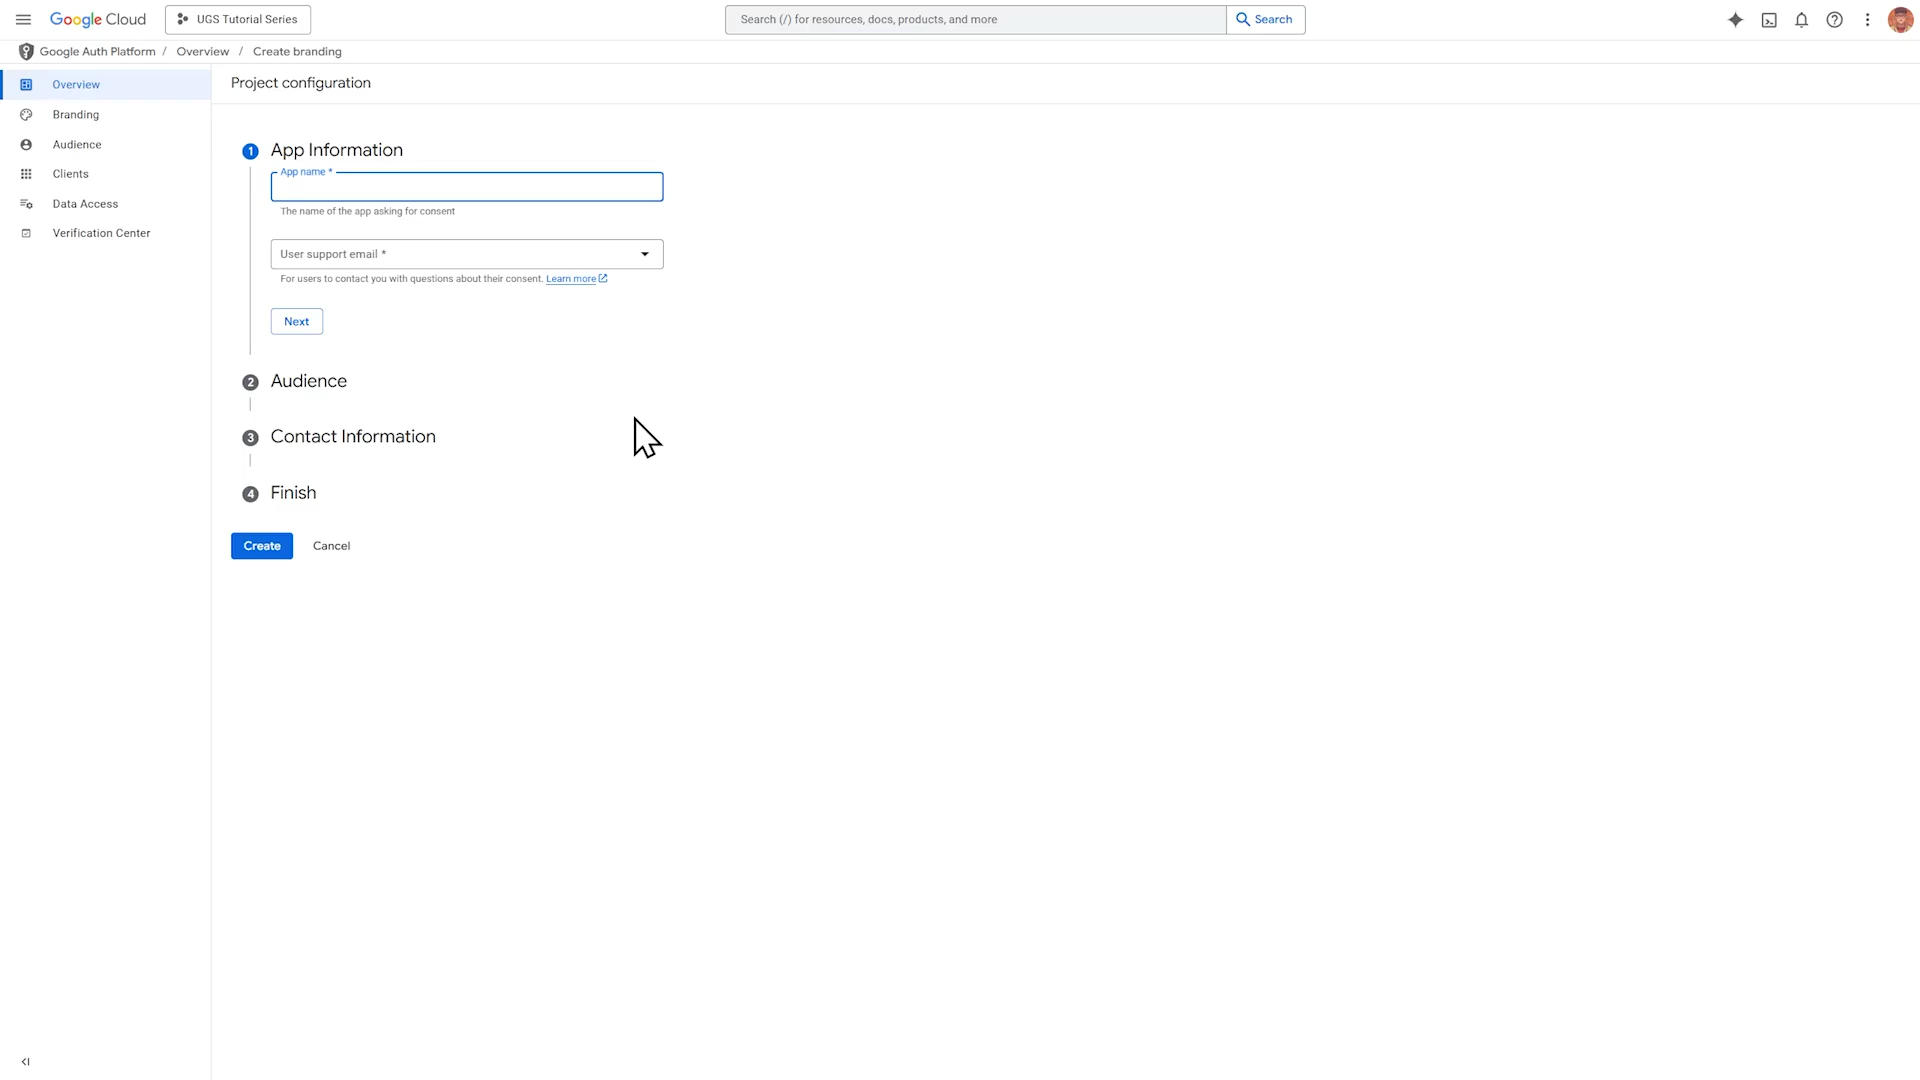 Google Cloud
UGS Tutorial Series
Search (/) for resources, docs, products, and more
Search
Google Auth Platform / Overview / Create branding
Overview
Branding
Audience
Clients
Data Access
Verification Center
Project configuration
1 App Information
App name *
The name of the app asking for consent
User support email *
For users to contact you with questions about their consent. Learn more
Next
2 Audience
3 Contact Information
4 Finish
Create
Cancel